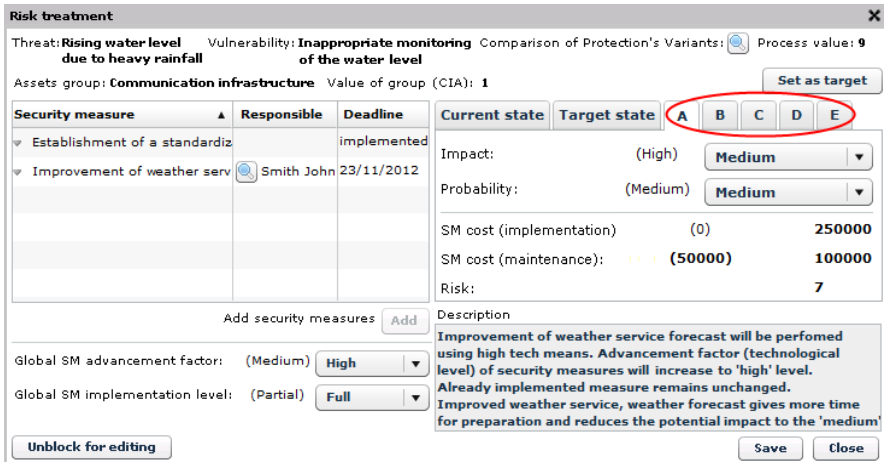 Risk treatment
Threat: Rising water level due to heavy rainfall
Vulnerability: Inappropriate monitoring of the water level
Comparison of Protection's Variants:
Process value: 9
Assets group: Communication infrastructure Value of group (CIA): 1
Set as target
Security measure Responsible Deadline
Establishment of a standardiz implemented
Improvement of weather serv Smith John 23/11/2012
Add security measures Add
Global SM advancement factor: (Medium) High
Global SM implementation level: (Partial) Full
Unblock for editing
Current state Target state A B C D E
Impact: (High) Medium
Probability: (Medium) Medium
SM cost (implementation) (0) 250000
SM cost (maintenance): (50000) 100000
Risk: 7
Description
Improvement of weather service forecast will be perfomed
using high tech means. Advancement factor (technological
level) of security measures will increase to 'high' level.
Already implemented measure remains unchanged.
Improved weather service, weather forecast gives more time
for preparation and reduces the potential impact to the 'medium'
Save Close